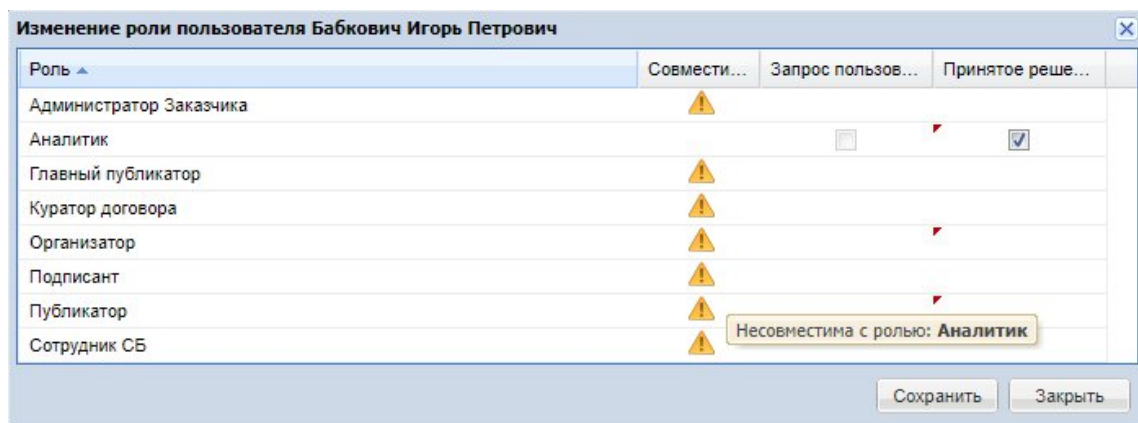 Изменение роли пользователя Бабкович Игорь Петрович
Роль Совмести... Запрос пользов... Принятое реше...
Администратор Заказчика
Аналитик
Главный публикатор
Куратор договора
Организатор
Подписант
Публикатор
Несовместима с ролью: Аналитик
Сотрудник СБ
Сохранить Закрыть